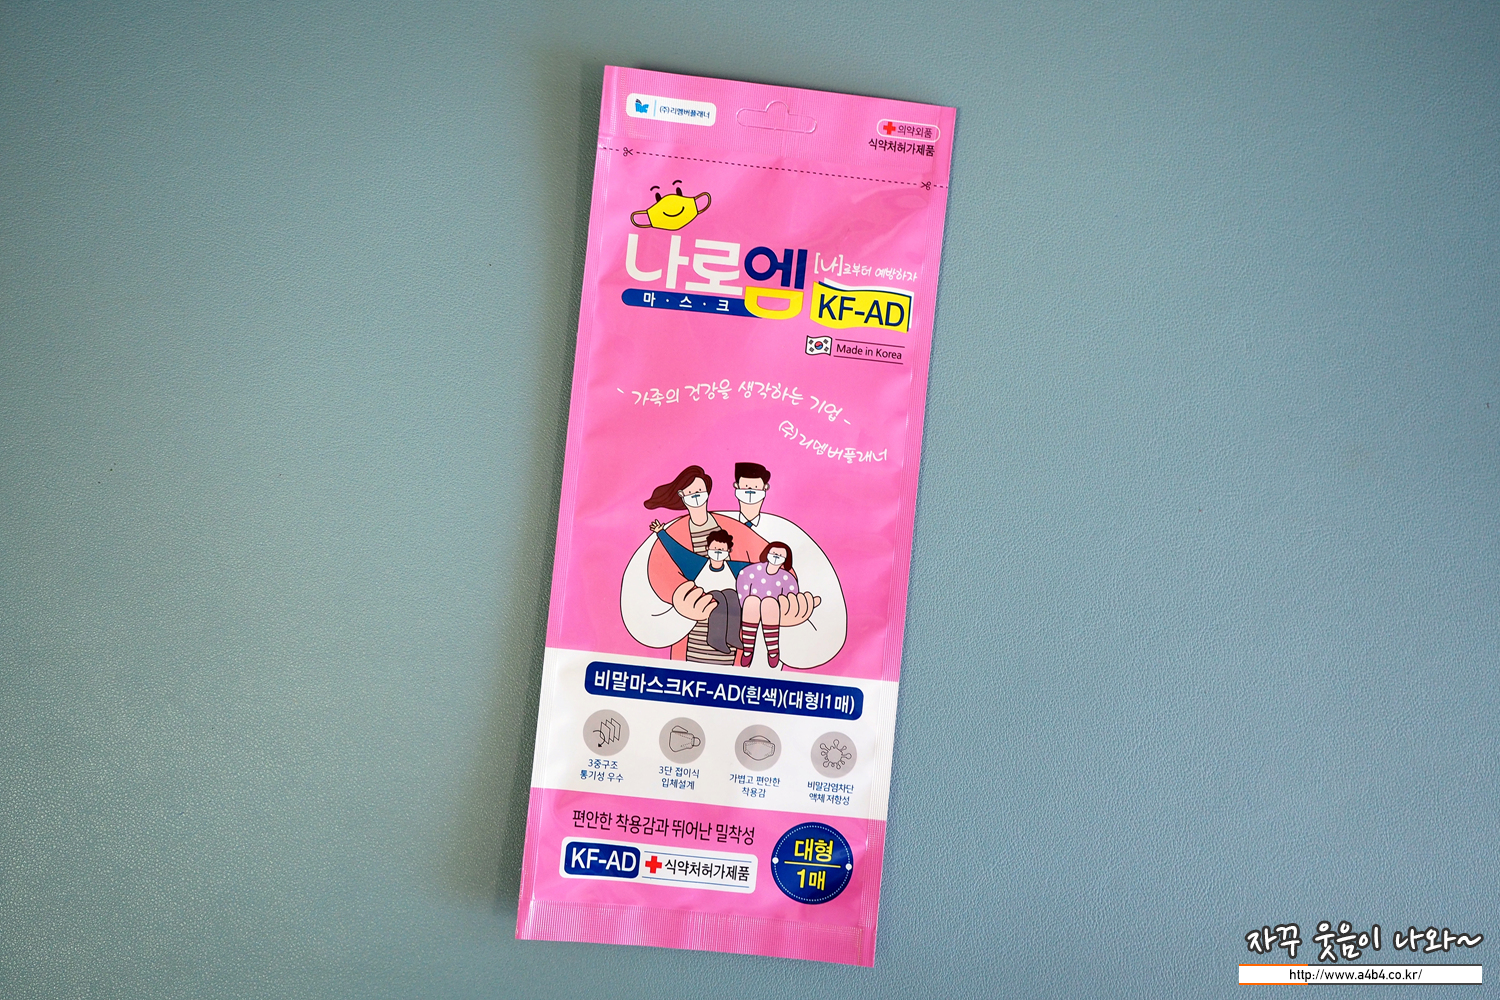 (주)리멤버플래너
의약외품
식약처허가제품
나로엠
[나]로부터 예방하자
마·스·크
KF-AD
Made in Korea
- 가족의 건강을 생각하는 기업 -
(주)리멤버플래너
비말마스크KF-AD(흰색)(대형|1매)
3중구조
통기성 우수
3단 접이식
입체설계
가볍고 편안한
착용감
비말감염차단
액체 저항성
편안한 착용감과 뛰어난 밀착성
KF-AD
식약처허가제품
대형
1매
자꾸 웃음이 나와~
http://www.a4b4.co.kr/